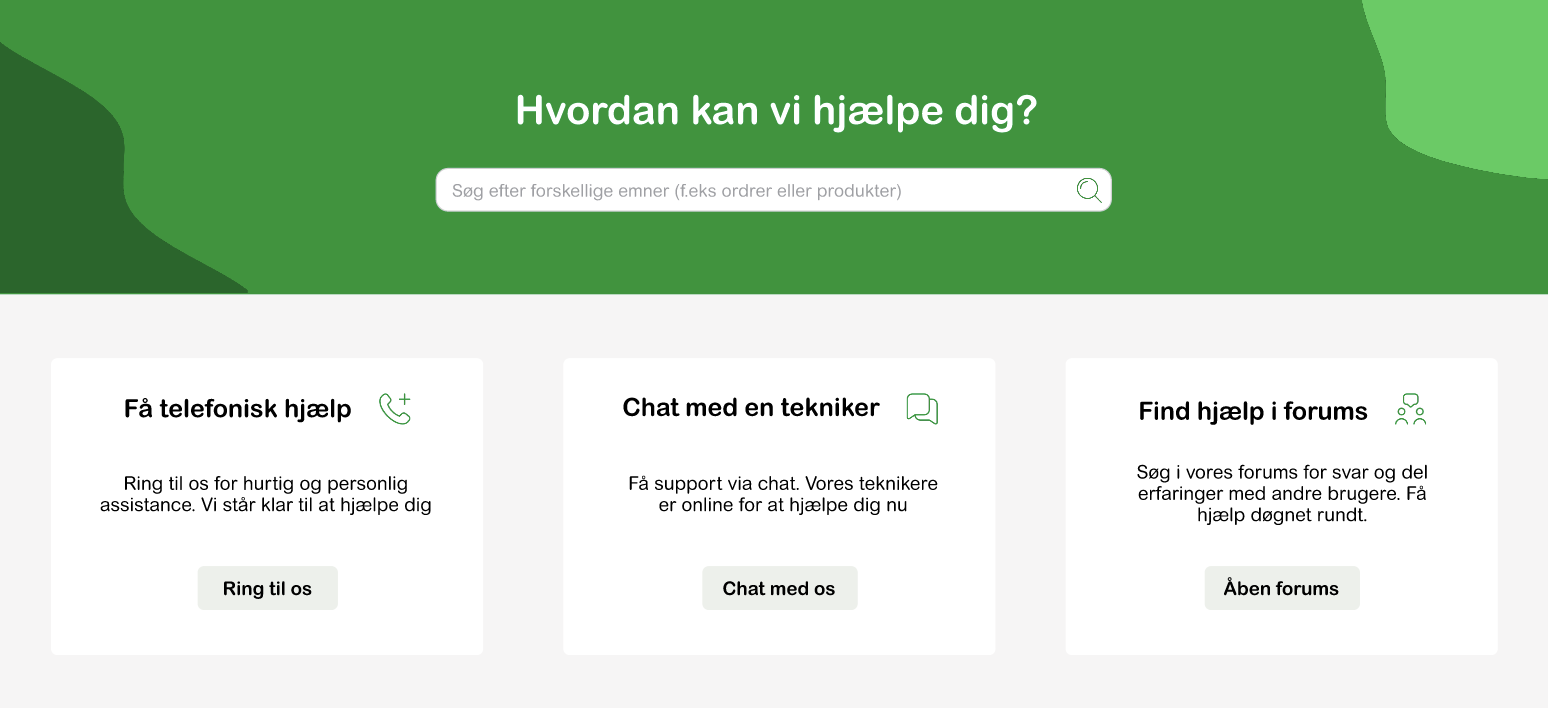 Hvordan kan vi hjælpe dig?
Søg efter forskellige emner (f.eks ordrer eller produkter)
Få telefonisk hjælp
Ring til os for hurtig og personlig
assistance. Vi står klar til at hjælpe dig
Ring til os
Chat med en tekniker
Få support via chat. Vores teknikere
er online for at hjælpe dig nu
Chat med os
Find hjælp i forums
Søg i vores forums for svar og del
erfaringer med andre brugere. Få
hjælp døgnet rundt.
Åben forums